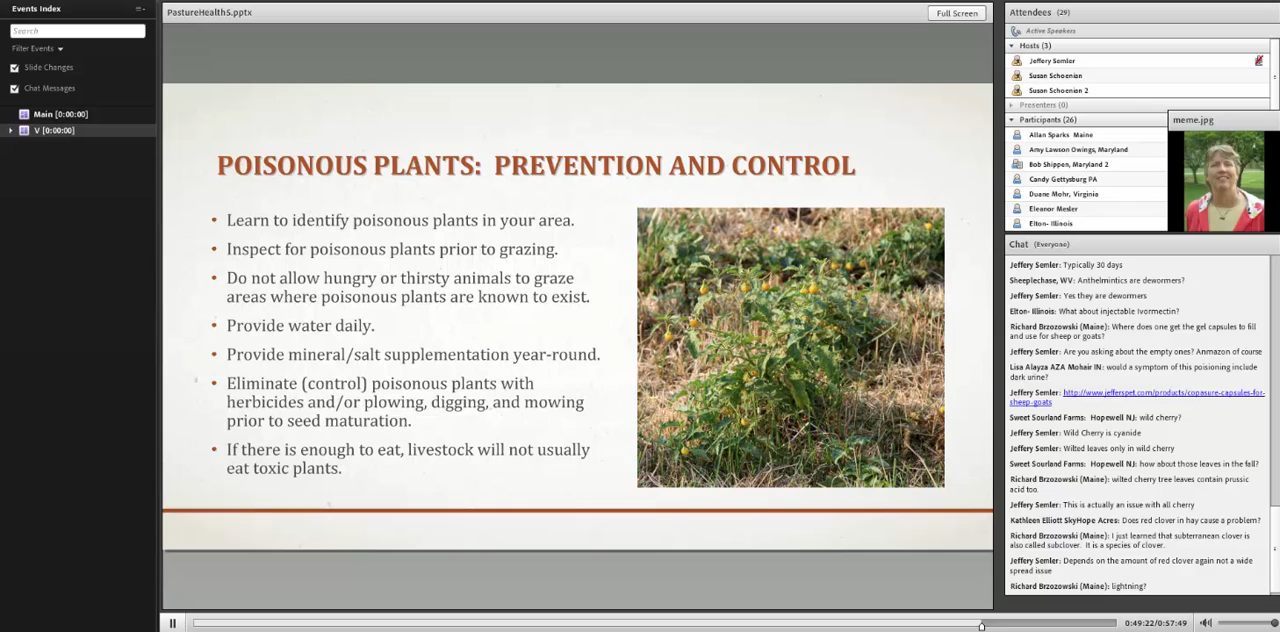 Events Index
Search
Filter Events
Slide Changes
Chat Messages
Main [0:00:00]
V [0:00:00]
PastureHealth5.pptx
Full Screen
POISONOUS PLANTS:  PREVENTION AND CONTROL
• Learn to identify poisonous plants in your area.
• Inspect for poisonous plants prior to grazing.
• Do not allow hungry or thirsty animals to graze
areas where poisonous plants are known to exist.
• Provide water daily.
• Provide mineral/salt supplementation year-round.
• Eliminate (control) poisonous plants with
herbicides and/or plowing, digging, and mowing
prior to seed maturation.
• If there is enough to eat, livestock will not usually
eat toxic plants.
0:49:22/0:57:49
Attendees (29)
Active Speakers
Hosts (3)
Jeffery Semler
Susan Schoenian
Susan Schoenian 2
Presenters (0)
Participants (26)
Allan Sparks  Maine
Amy Lawson Owings, Maryland
Bob Shippen, Maryland 2
Candy Gettysburg PA
Duane Mohr, Virginia
Eleanor Mesler
Elton- Illinois
meme.jpg
Chat (Everyone)
Jeffery Semler: Typically 30 days
Sheeplechase, WV: Anthelmintics are dewormers?
Jeffery Semler: Yes they are dewormers
Elton- Illinois: What about injectable Ivormectin?
Richard Brzozowski (Maine): Where does one get the gel capsules to fill
and use for sheep or goats?
Jeffery Semler: Are you asking about the empty ones? Anmazon of course
Lisa Alayza AZA Mohair IN: would a symptom of this poisioning include
dark urine?
Jeffery Semler: http://www.jefferspet.com/products/copasure-capsules-for-
sheep-goats
Sweet Sourland Farms:  Hopewell NJ: wild cherry?
Jeffery Semler: Wild Cherry is cyanide
Jeffery Semler: Wilted leaves only in wild cherry
Sweet Sourland Farms:  Hopewell NJ: how about those leaves in the fall?
Richard Brzozowski (Maine): wilted cherry tree leaves contain prussic
acid too.
Jeffery Semler: This is actually an issue with all cherry
Kathleen Elliott SkyHope Acres: Does red clover in hay cause a problem?
Richard Brzozowski (Maine): I just learned that subterranean clover is
also called subclover.  It is a species of clover.
Jeffery Semler: Depends on the amount of red clover again not a wide
spread issue
Richard Brzozowski (Maine): lightning?